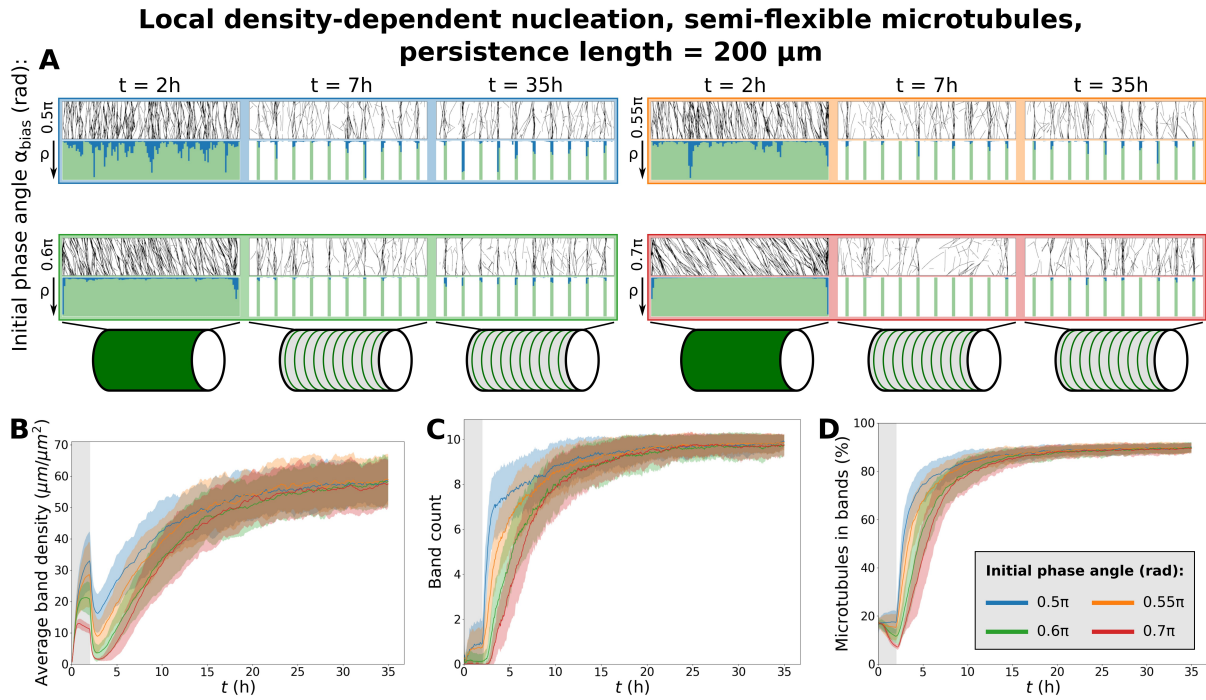 Local density-dependent nucleation, semi-flexible microtubules,
persistence length = 200 μm
A
Initial phase angle αbias (rad):
t = 2h
t = 7h
t = 35h
t = 2h
t = 7h
t = 35h
0.5π
ρ
0.55π
ρ
0.6π
ρ
0.7π
ρ
B
Average band density (μm/μm²)
70
60
50
40
30
20
10
0
0
5
10
15
20
25
30
35
t (h)
C
Band count
10
8
6
4
2
0
0
5
10
15
20
25
30
35
t (h)
D
Microtubules in bands (%)
100
80
60
40
20
0
0
5
10
15
20
25
30
35
t (h)
Initial phase angle (rad):
0.5π
0.55π
0.6π
0.7π